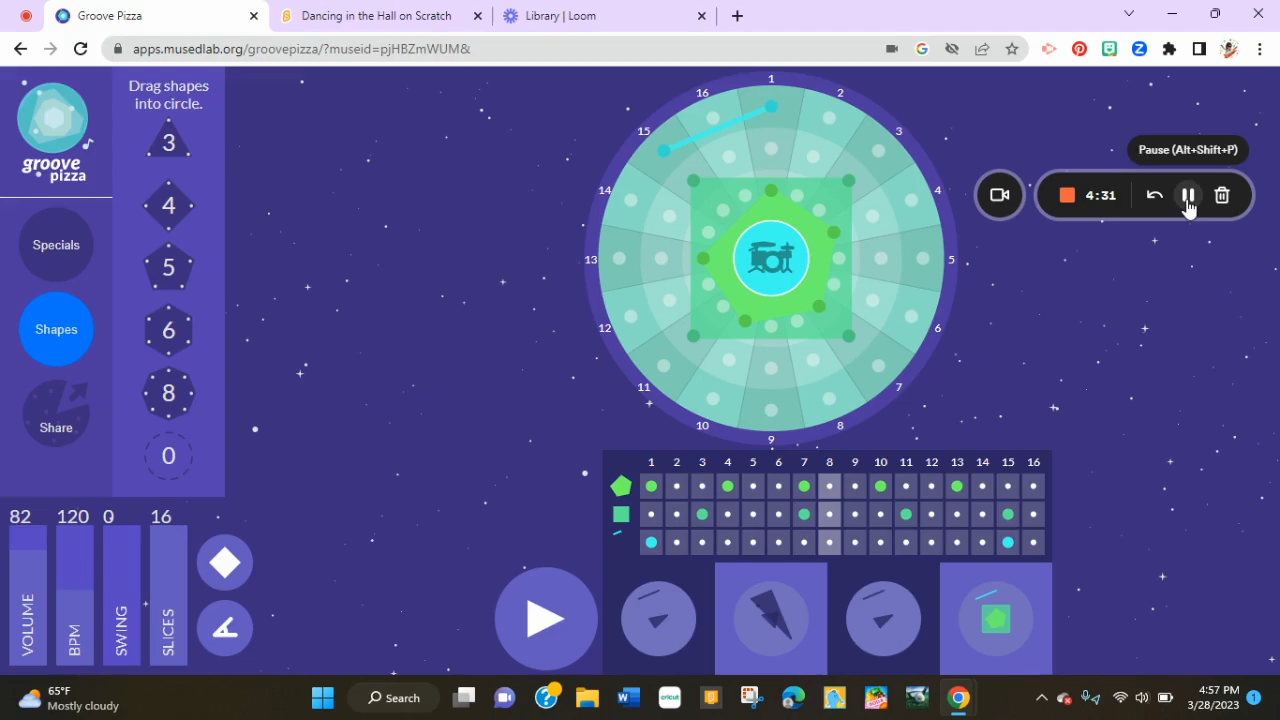 Groove Pizza
Dancing in the Hall on Scratch
Library | Loom
apps.musedlab.org/groovepizza/?museid=pjHBZmWUM&
groove
pizza
Specials
Shapes
Share
Drag shapes
into circle.
3
4
5
6
8
0
82 120 0 16
VOLUME
BPM
SWING
SLICES
1
2
3
4
5
6
7
8
9
10
11
12
13
14
15
16
Pause (Alt+Shift+P)
4:31
1 2 3 4 5 6 7 8 9 10 11 12 13 14 15 16
65°F
Mostly cloudy
Search
cricut
4:57 PM
3/28/2023
1